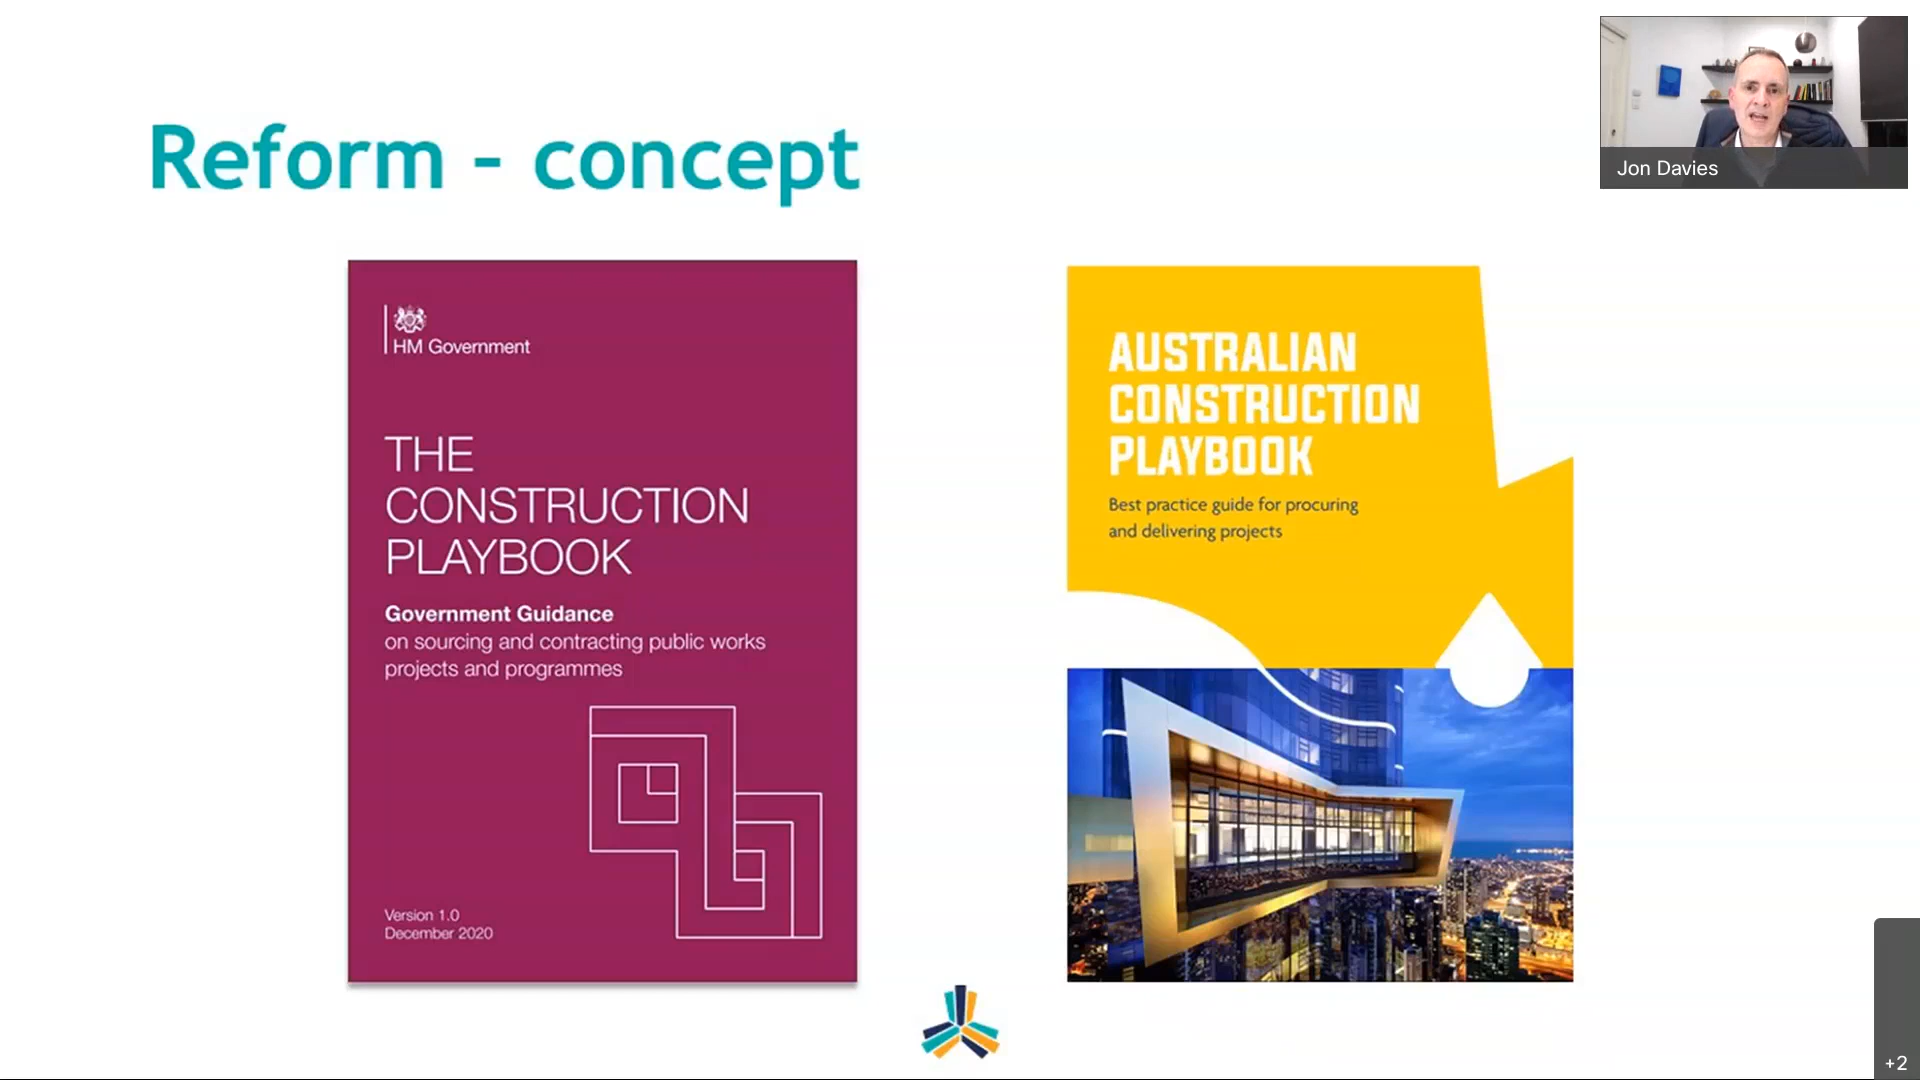 Reform - concept
Jon Davies
HM Government
THE
CONSTRUCTION
PLAYBOOK
Government Guidance
on sourcing and contracting public works
projects and programmes
Version 1.0
December 2020
AUSTRALIAN
CONSTRUCTION
PLAYBOOK
Best practice guide for procuring
and delivering projects
+2